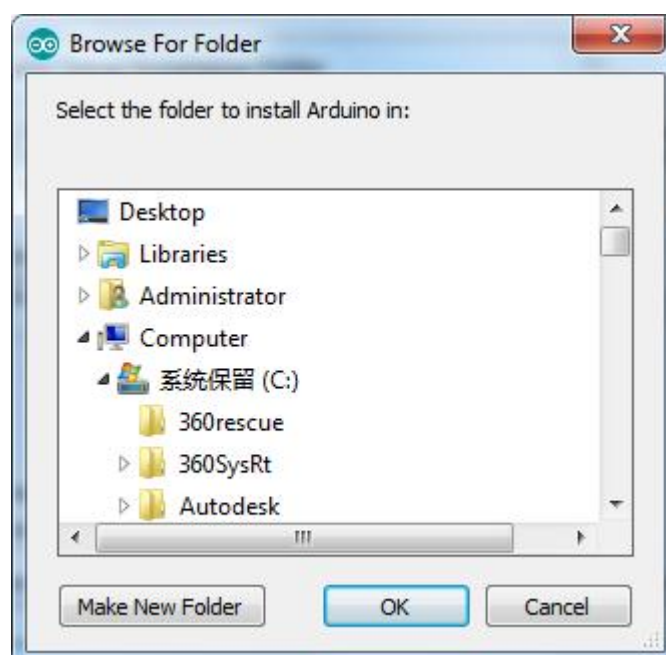 Browse For Folder
Select the folder to install Arduino in:
Desktop
Libraries
Administrator
Computer
系统保留 (C:)
360rescue
360SysRt
Autodesk
Make New Folder
OK
Cancel